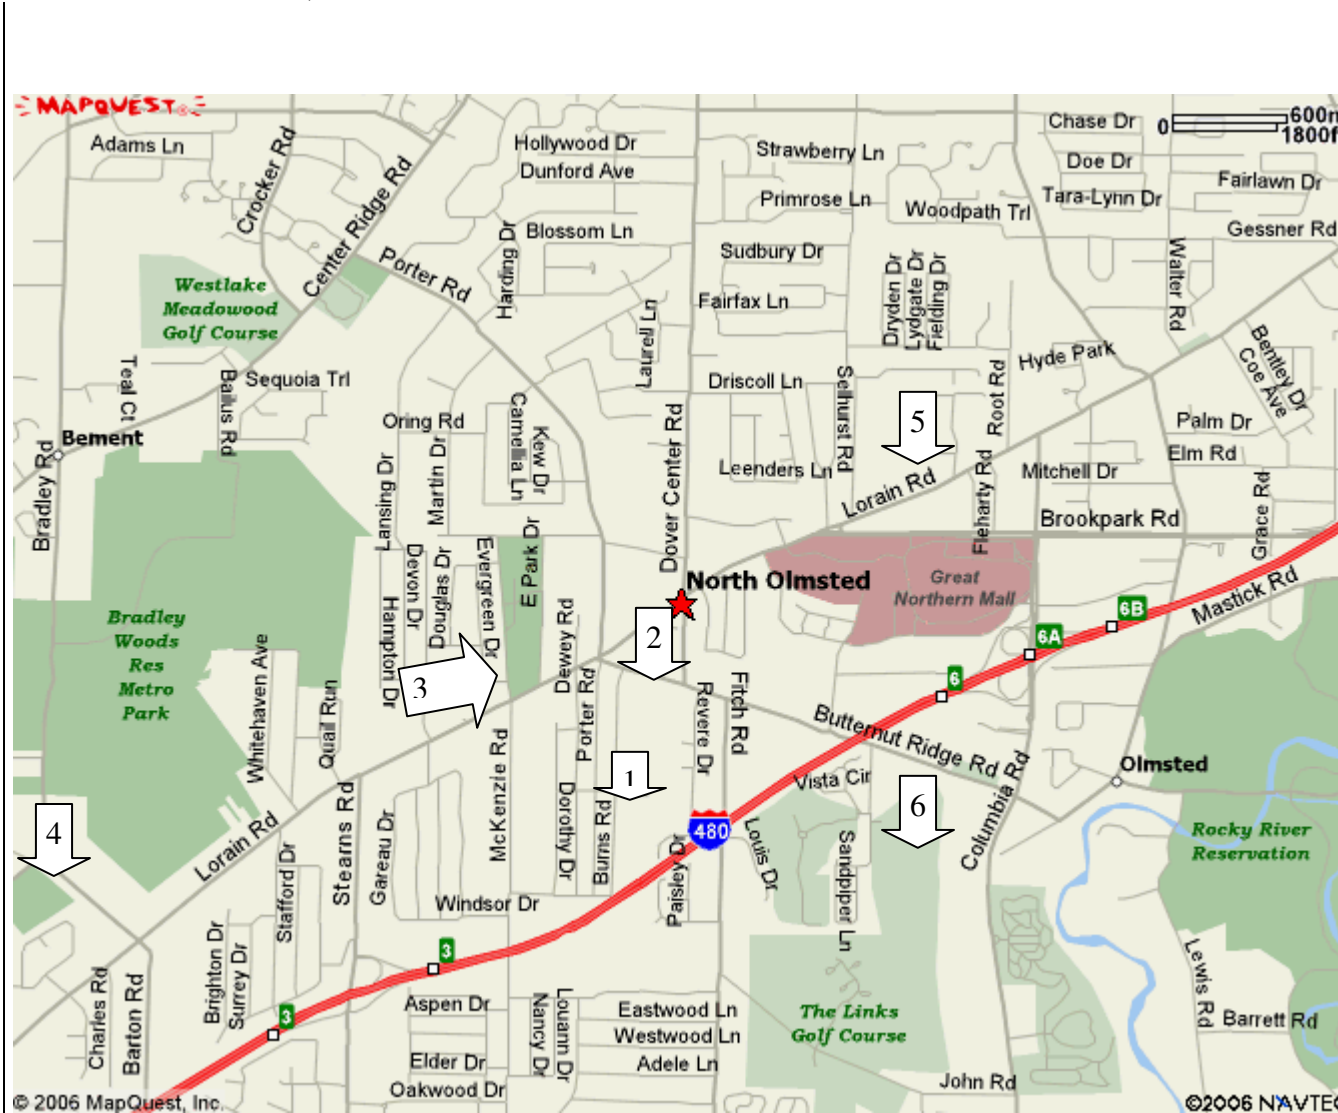 MAPQUEST
Adams Ln
Crocker Rd
Center Ridge Rd
Hollywood Dr
Dunford Ave
Blossom Ln
Harding Dr
Porter Rd
Strawberry Ln
Primrose Ln
Woodpath Trl
Sudbury Dr
Fairfax Ln
Chase Dr
Doe Dr
Tara-Lynn Dr
Fairlawn Dr
Gessner Rd
0
600m
1800f
Westlake
Meadowood
Golf Course
Laurell Ln
Dryden Dr
Lydgate Dr
Fielding Dr
Walter Rd
Hyde Park
Bentley Dr
Coe Ave
Teal Ct
Sequoia Trl
Driscoll Ln
Selhurst Rd
Root Rd
Bement
Bradley Rd
Oring Rd
Camellia Ln
Kew Dr
Lansing Dr
Martin Dr
Dover Center Rd
Leenders Ln
5
Lorain Rd
Fleharty Rd
Mitchell Dr
Palm Dr
Elm Rd
Grace Rd
Brookpark Rd
Mastick Rd
Bradley
Woods
Res
Metro
Park
Devon Dr
Douglas Dr
Hampton Dr
Evergreen Dr
E Park Dr
Dewey Rd
North Olmsted
Great
Northern Mall
2
3
6
6A
6B
Whitehaven Ave
Quail Run
McKenzie Rd
Porter Rd
Revere Dr
Fitch Rd
Butternut Ridge Rd
Vista Cir
Columbia Rd
Olmsted
4
Lorain Rd
Stearns Rd
Gareau Dr
Stafford Dr
Dorothy Dr
Burns Rd
1
480
Paisley Dr
Louis Dr
Sandpiper Ln
6
Rocky River
Reservation
Windsor Dr
3
3
Brighton Dr
Surrey Dr
Charles Rd
Barton Rd
Aspen Dr
Elder Dr
Oakwood Dr
Nancy Dr
Louann Dr
Eastwood Ln
Westwood Ln
Adele Ln
The Links
Golf Course
John Rd
Lewis Rd
Barrett Rd
© 2006 MapQuest, Inc.
©2006 NAVTEQ